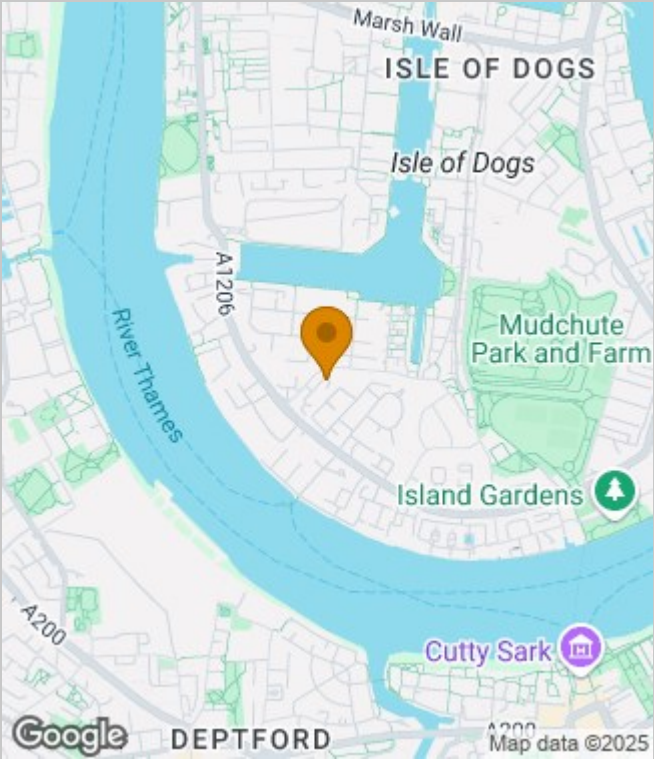 Marsh Wall
ISLE OF DOGS
Isle of Dogs
A1206
River Thames
Mudchute
Park and Farm
Island Gardens
A200
Cutty Sark
A200
Google
DEPTFORD
Map data ©2025